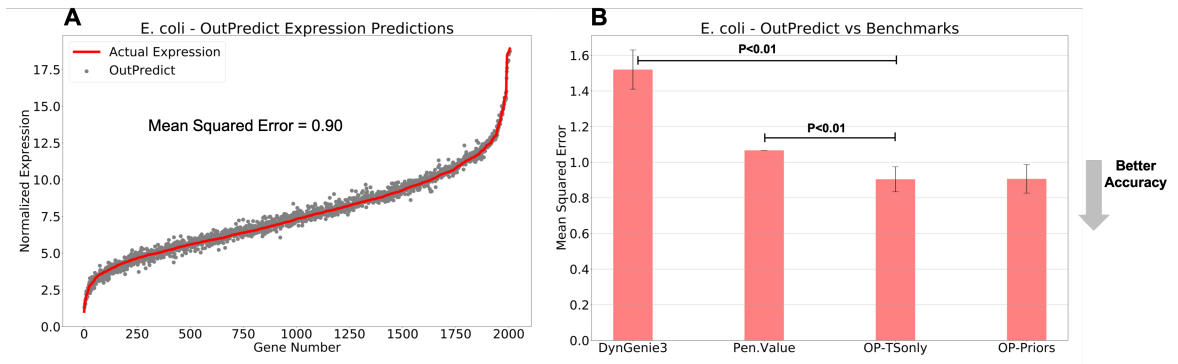 A
E. coli - OutPredict Expression Predictions
Actual Expression
OutPredict
Mean Squared Error = 0.90
Normalized Expression
17.5
15.0
12.5
10.0
7.5
5.0
2.5
0.0
0 250 500 750 1000 1250 1500 1750 2000
Gene Number
B
E. coli - OutPredict vs Benchmarks
P<0.01
P<0.01
Mean Squared Error
1.6
1.4
1.2
1.0
0.8
0.6
0.4
0.2
0.0
DynGenie3 Pen.Value OP-TSonly OP-Priors
Better
Accuracy